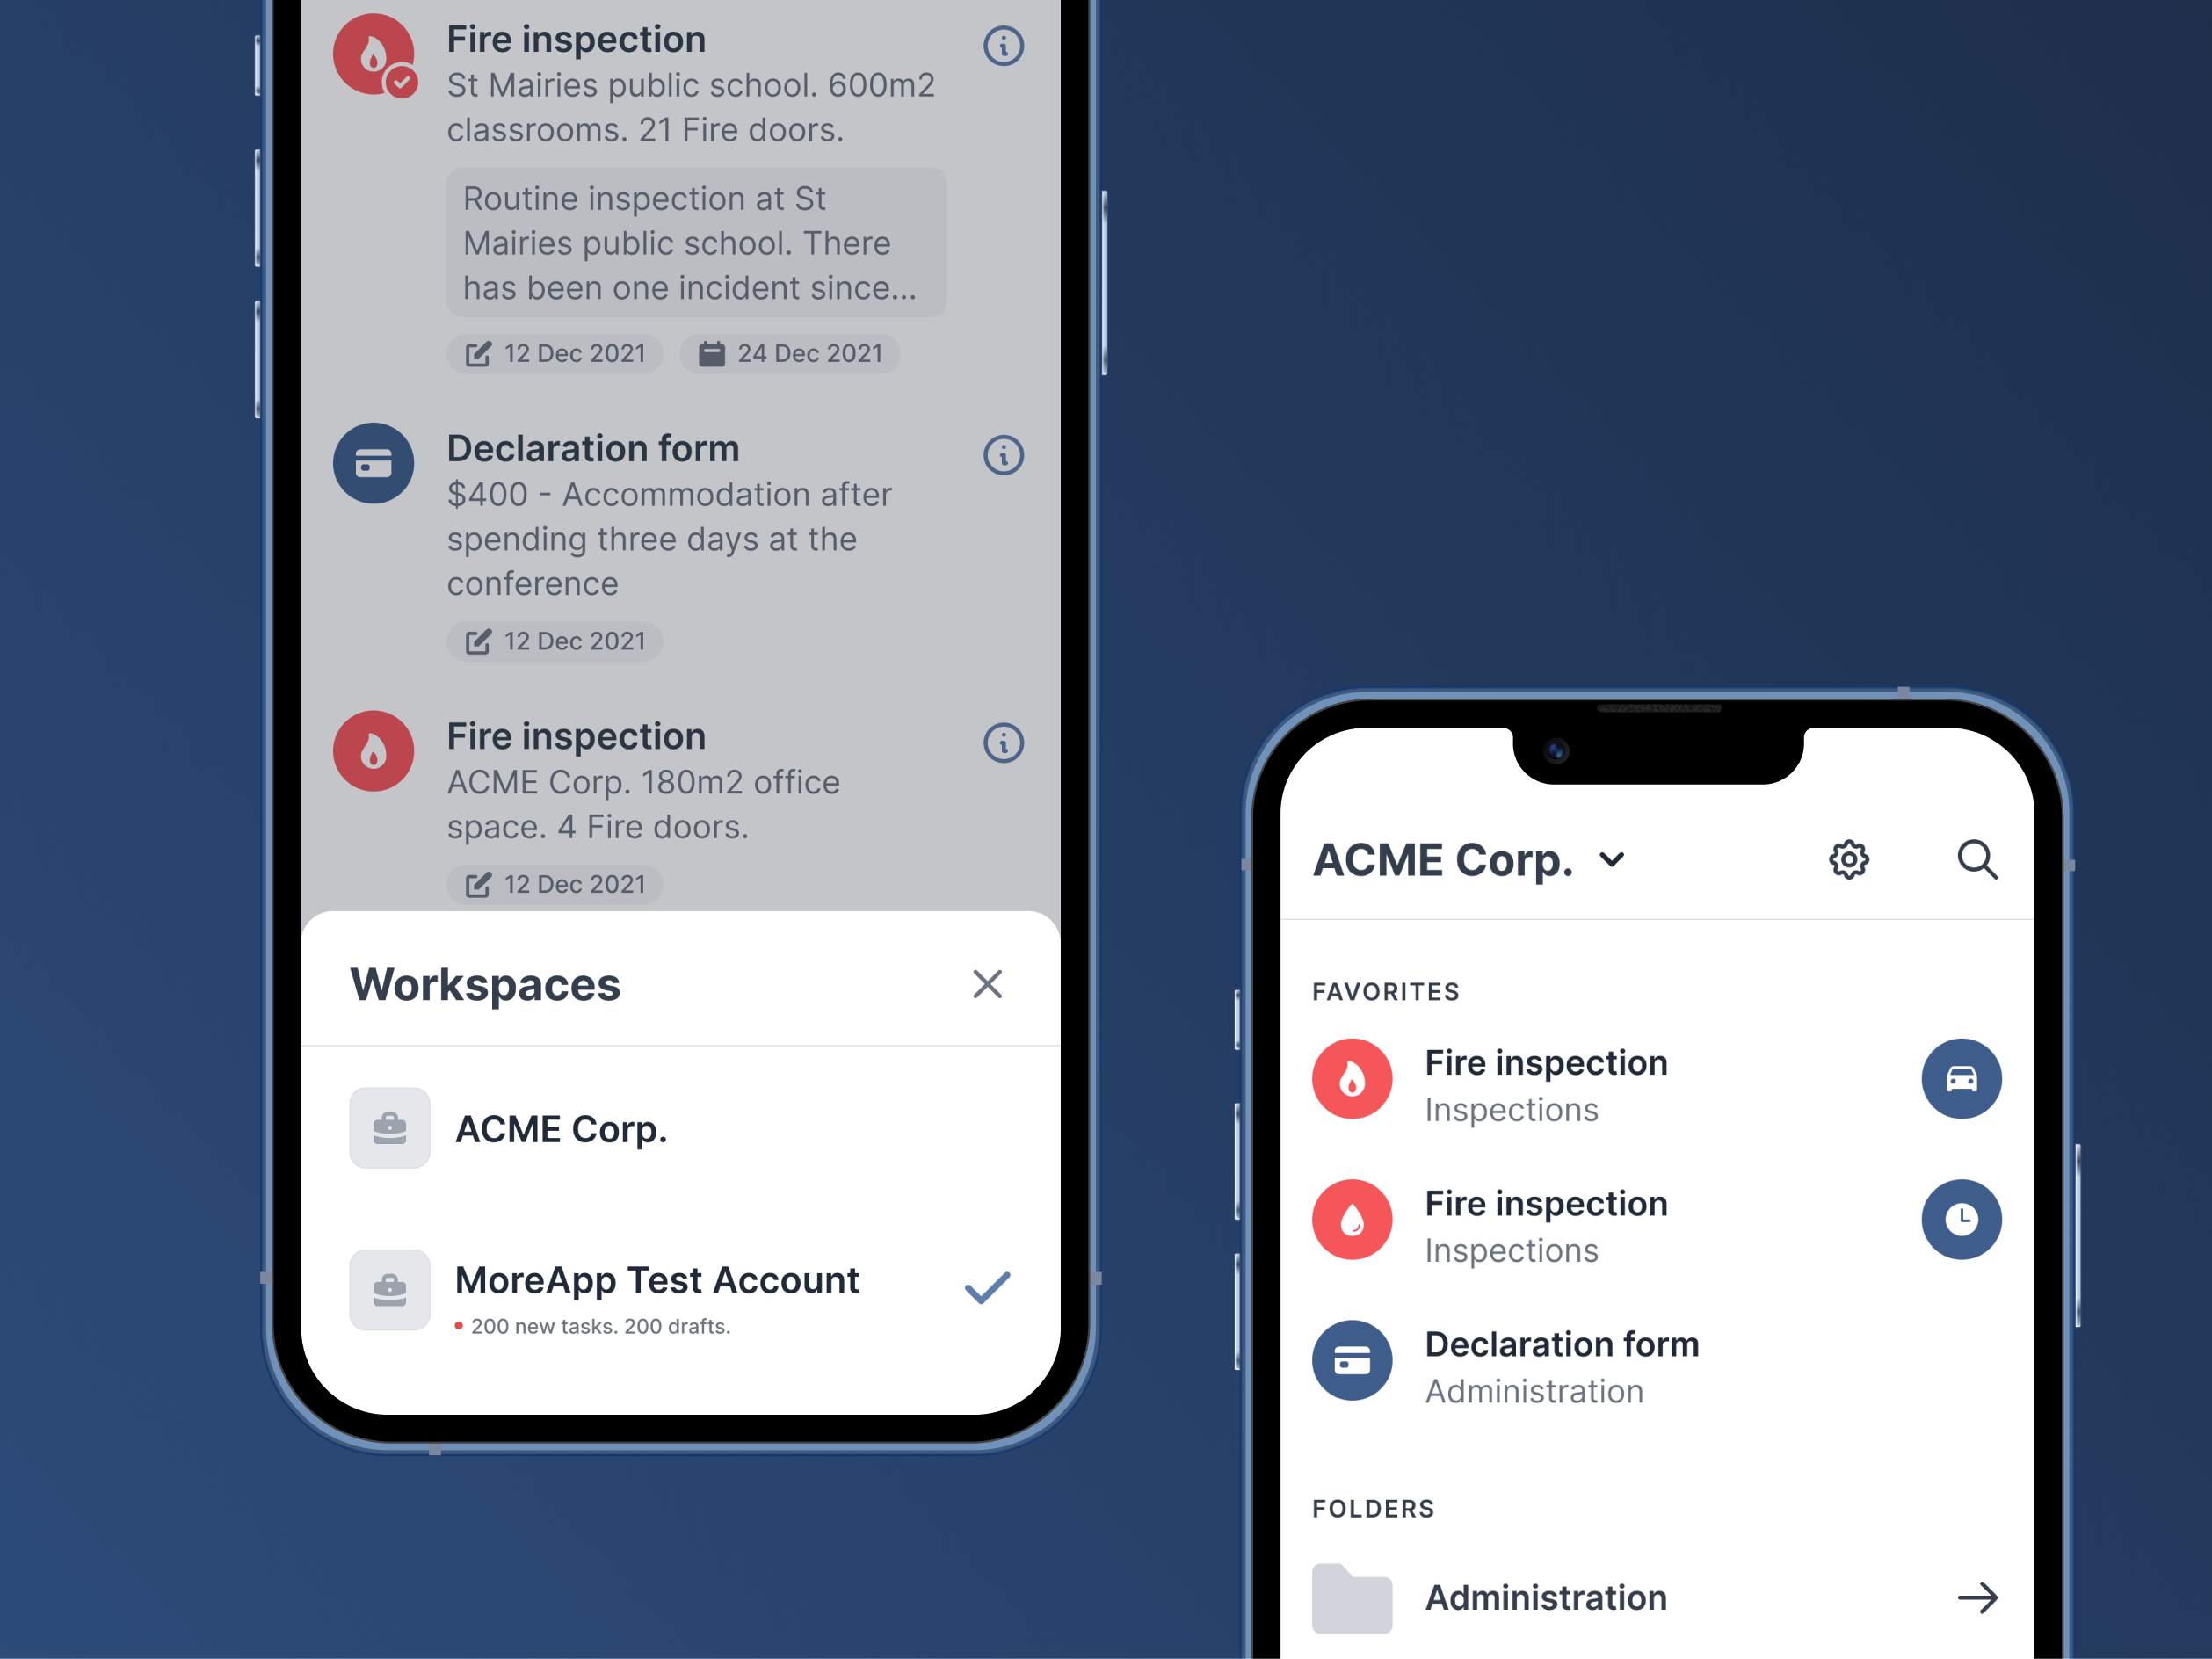 Fire inspection
St Mairies public school. 600m2
classrooms. 21 Fire doors.
Routine inspection at St
Mairies public school. There
has been one incident since...
12 Dec 2021
24 Dec 2021
Declaration form
$400 - Accommodation after
spending three days at the
conference
12 Dec 2021
Fire inspection
ACME Corp. 180m2 office
space. 4 Fire doors.
12 Dec 2021
Workspaces
ACME Corp.
MoreApp Test Account
200 new tasks. 200 drafts.
ACME Corp.
FAVORITES
Fire inspection
Inspections
Fire inspection
Inspections
Declaration form
Administration
FOLDERS
Administration